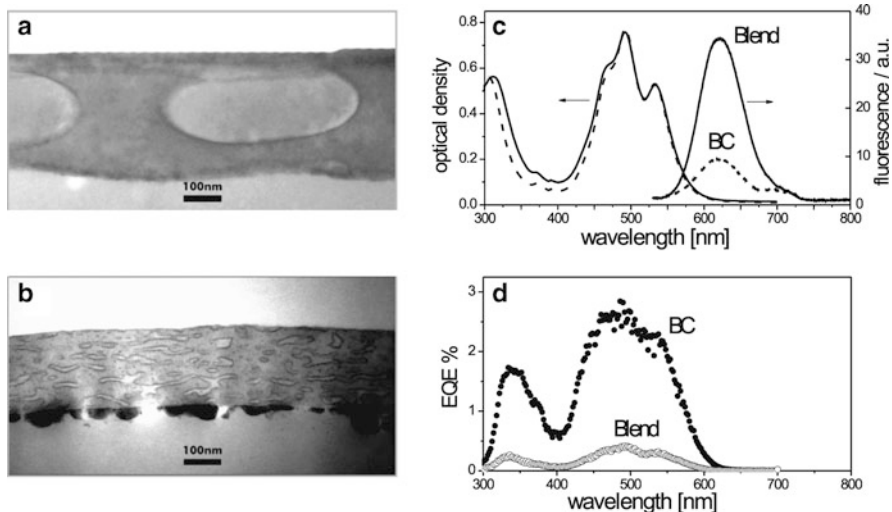 a
100nm
b
100nm
c
optical density
0.8
0.6
0.4
0.2
0.0
Blend
BC
40
30
20
10
0
fluorescence / a.u.
300 400 500 600 700 800
wavelength [nm]
d
EQE %
3
2
1
0
BC
Blend
300 400 500 600 700 800
wavelength [nm]